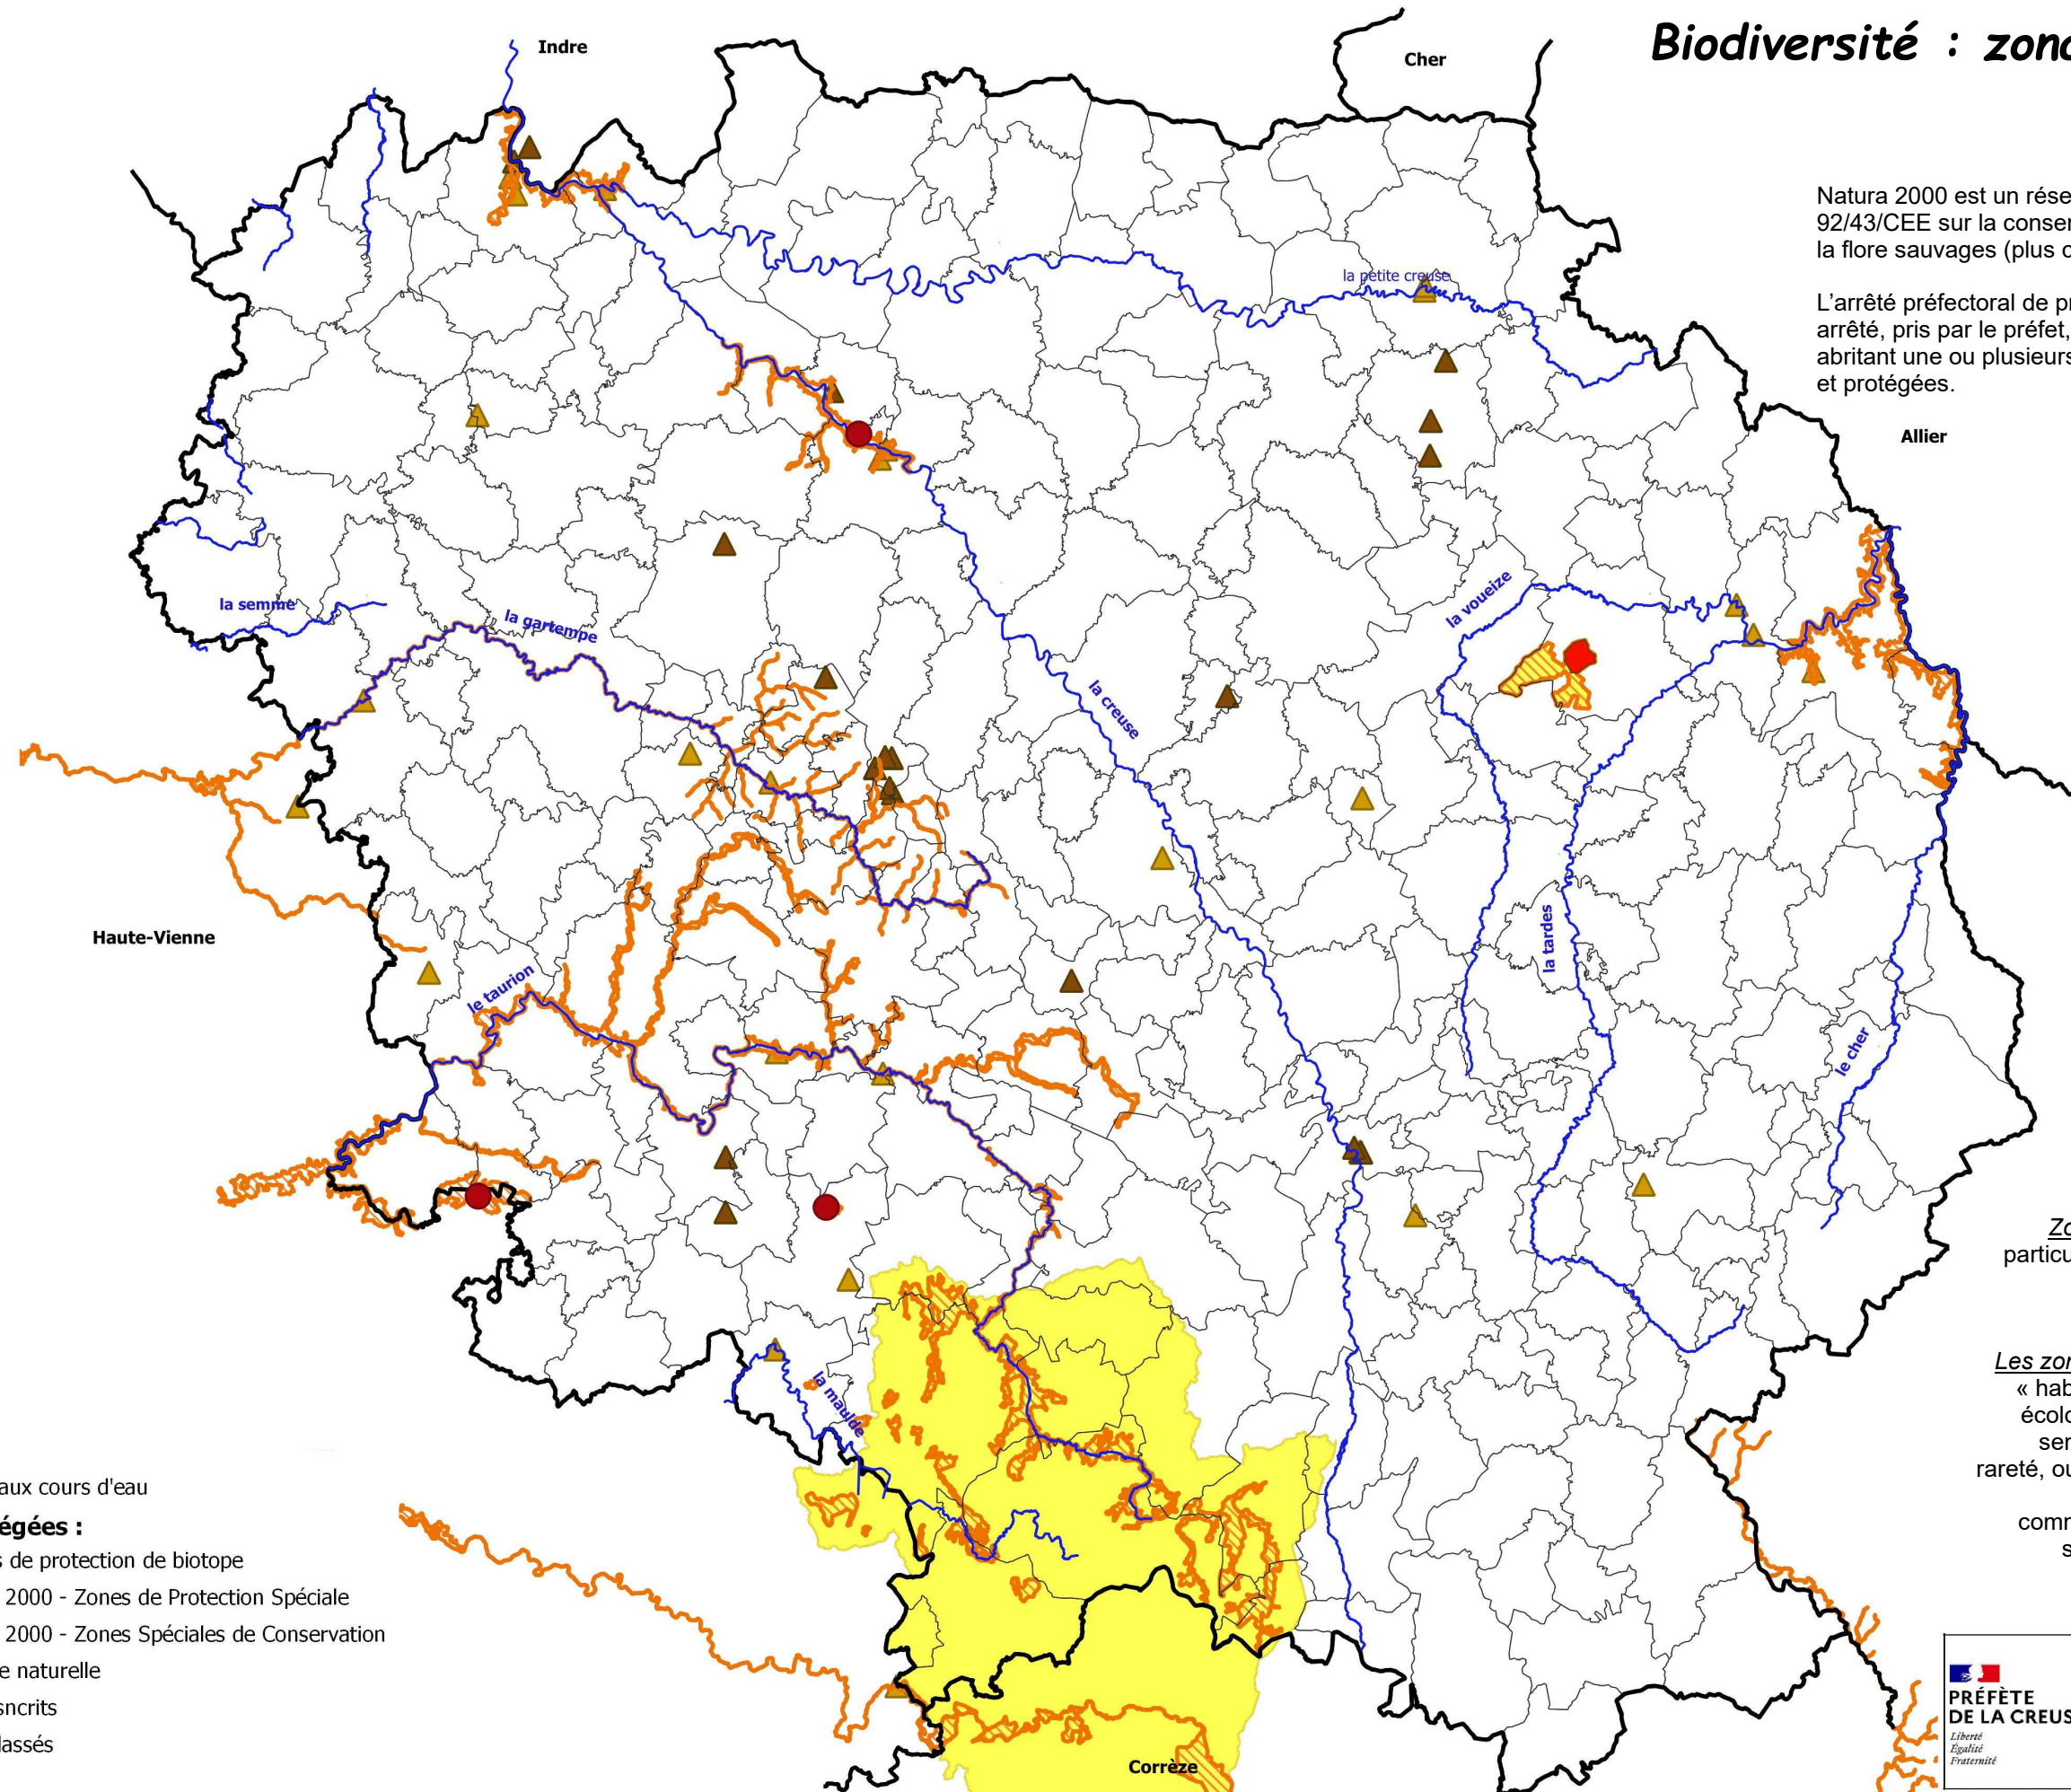 Biodiversité : zon
Indre
Cher
Natura 2000 est un rése
92/43/CEE sur la conser
la flore sauvages (plus c
L'arrêté préfectoral de pr
arrêté, pris par le préfet,
abritant une ou plusieurs
et protégées.
Allier
la petite creuse
la voueize
la semme
la gartempe
la creuse
la tardes
Haute-Vienne
le taurion
le cher
la maulde
Zo
particu
Les zon
« hab
écolo
ser
rareté, ou
comm
s
aux cours d'eau
égées :
s de protection de biotope
2000 - Zones de Protection Spéciale
2000 - Zones Spéciales de Conservation
e naturelle
sncrits
lassés
Corrèze
PRÉFÈTE
DE LA CREUS
Liberté
Égalité
Fraternité